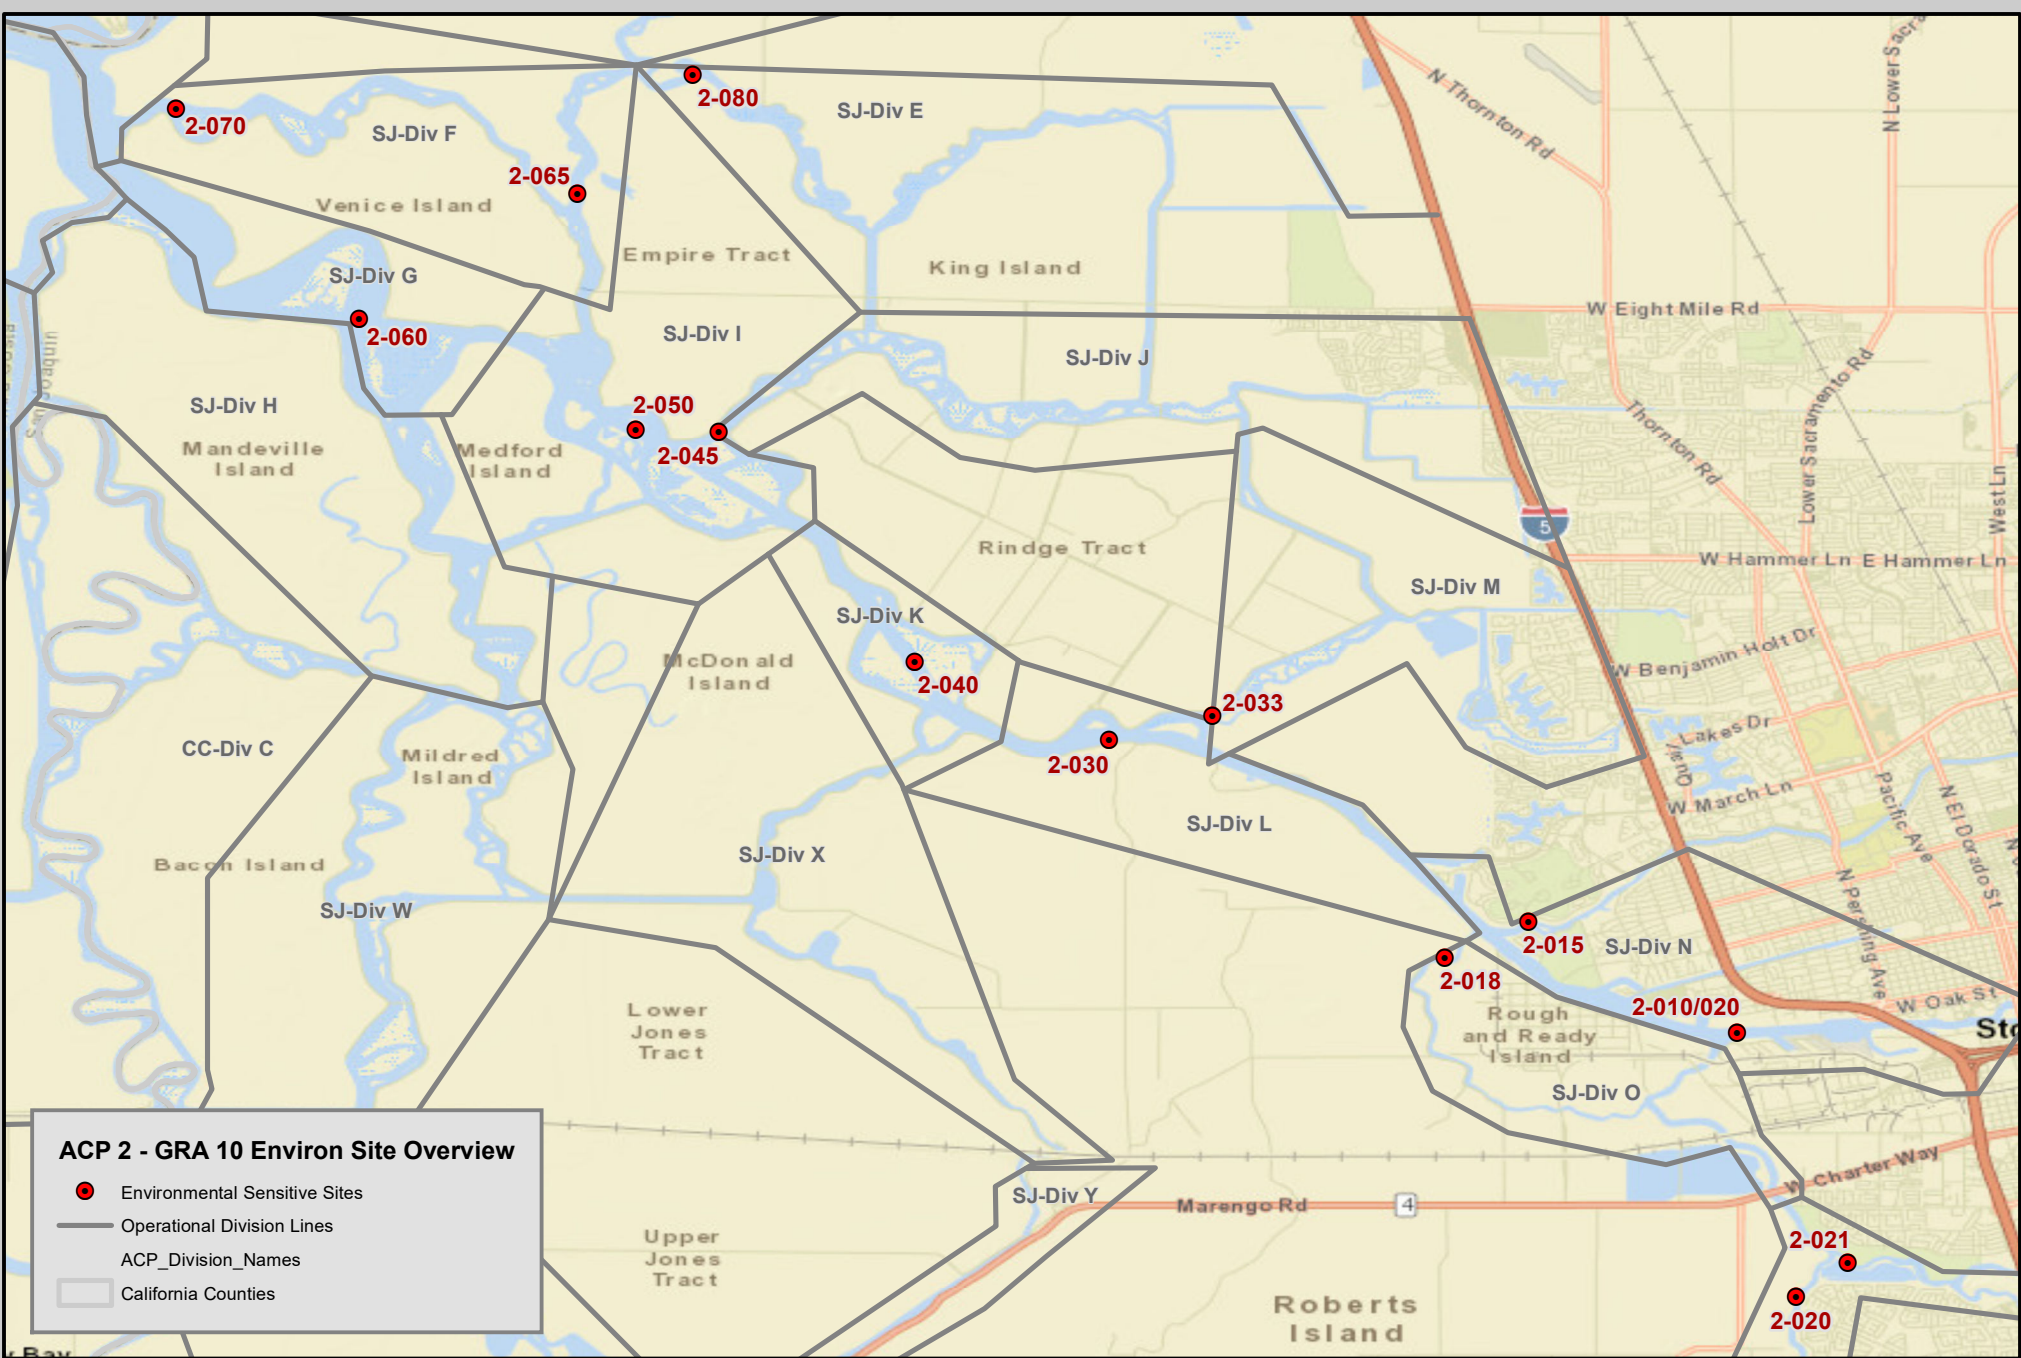 N Lower Sacra
N Thornton Rd
2-080
SJ-Div E
2-070
SJ-Div F
2-065
Venice Island
Empire Tract
King Island
SJ-Div G
W Eight Mile Rd
2-060
SJ-Div I
SJ-Div J
San Joaquin
Lower Sacramento Rd
Thornton Rd
SJ-Div H
2-050
Mandeville
Island
Medford
Island
2-045
West Ln
5
Rindge Tract
W Hammer Ln
E Hammer Ln
SJ-Div M
SJ-Div K
McDonald
Island
2-040
W Benjamin Holt Dr
2-033
CC-Div C
Mildred
Island
2-030
Lakes Dr
W March Ln
Pacific Ave
N El Dorado St
SJ-Div L
Bacon Island
SJ-Div X
SJ-Div W
N Pershing Ave
2-015
SJ-Div N
2-018
2-010/020
W Oak St
Lower
Jones
Tract
Rough
and Ready
Island
Sto
SJ-Div O
ACP 2 - GRA 10 Environ Site Overview
Environmental Sensitive Sites
Operational Division Lines
ACP_Division_Names
California Counties
SJ-Div Y
Marengo Rd
4
W Charter Way
Upper
Jones
Tract
2-021
Roberts
Island
2-020
Bay